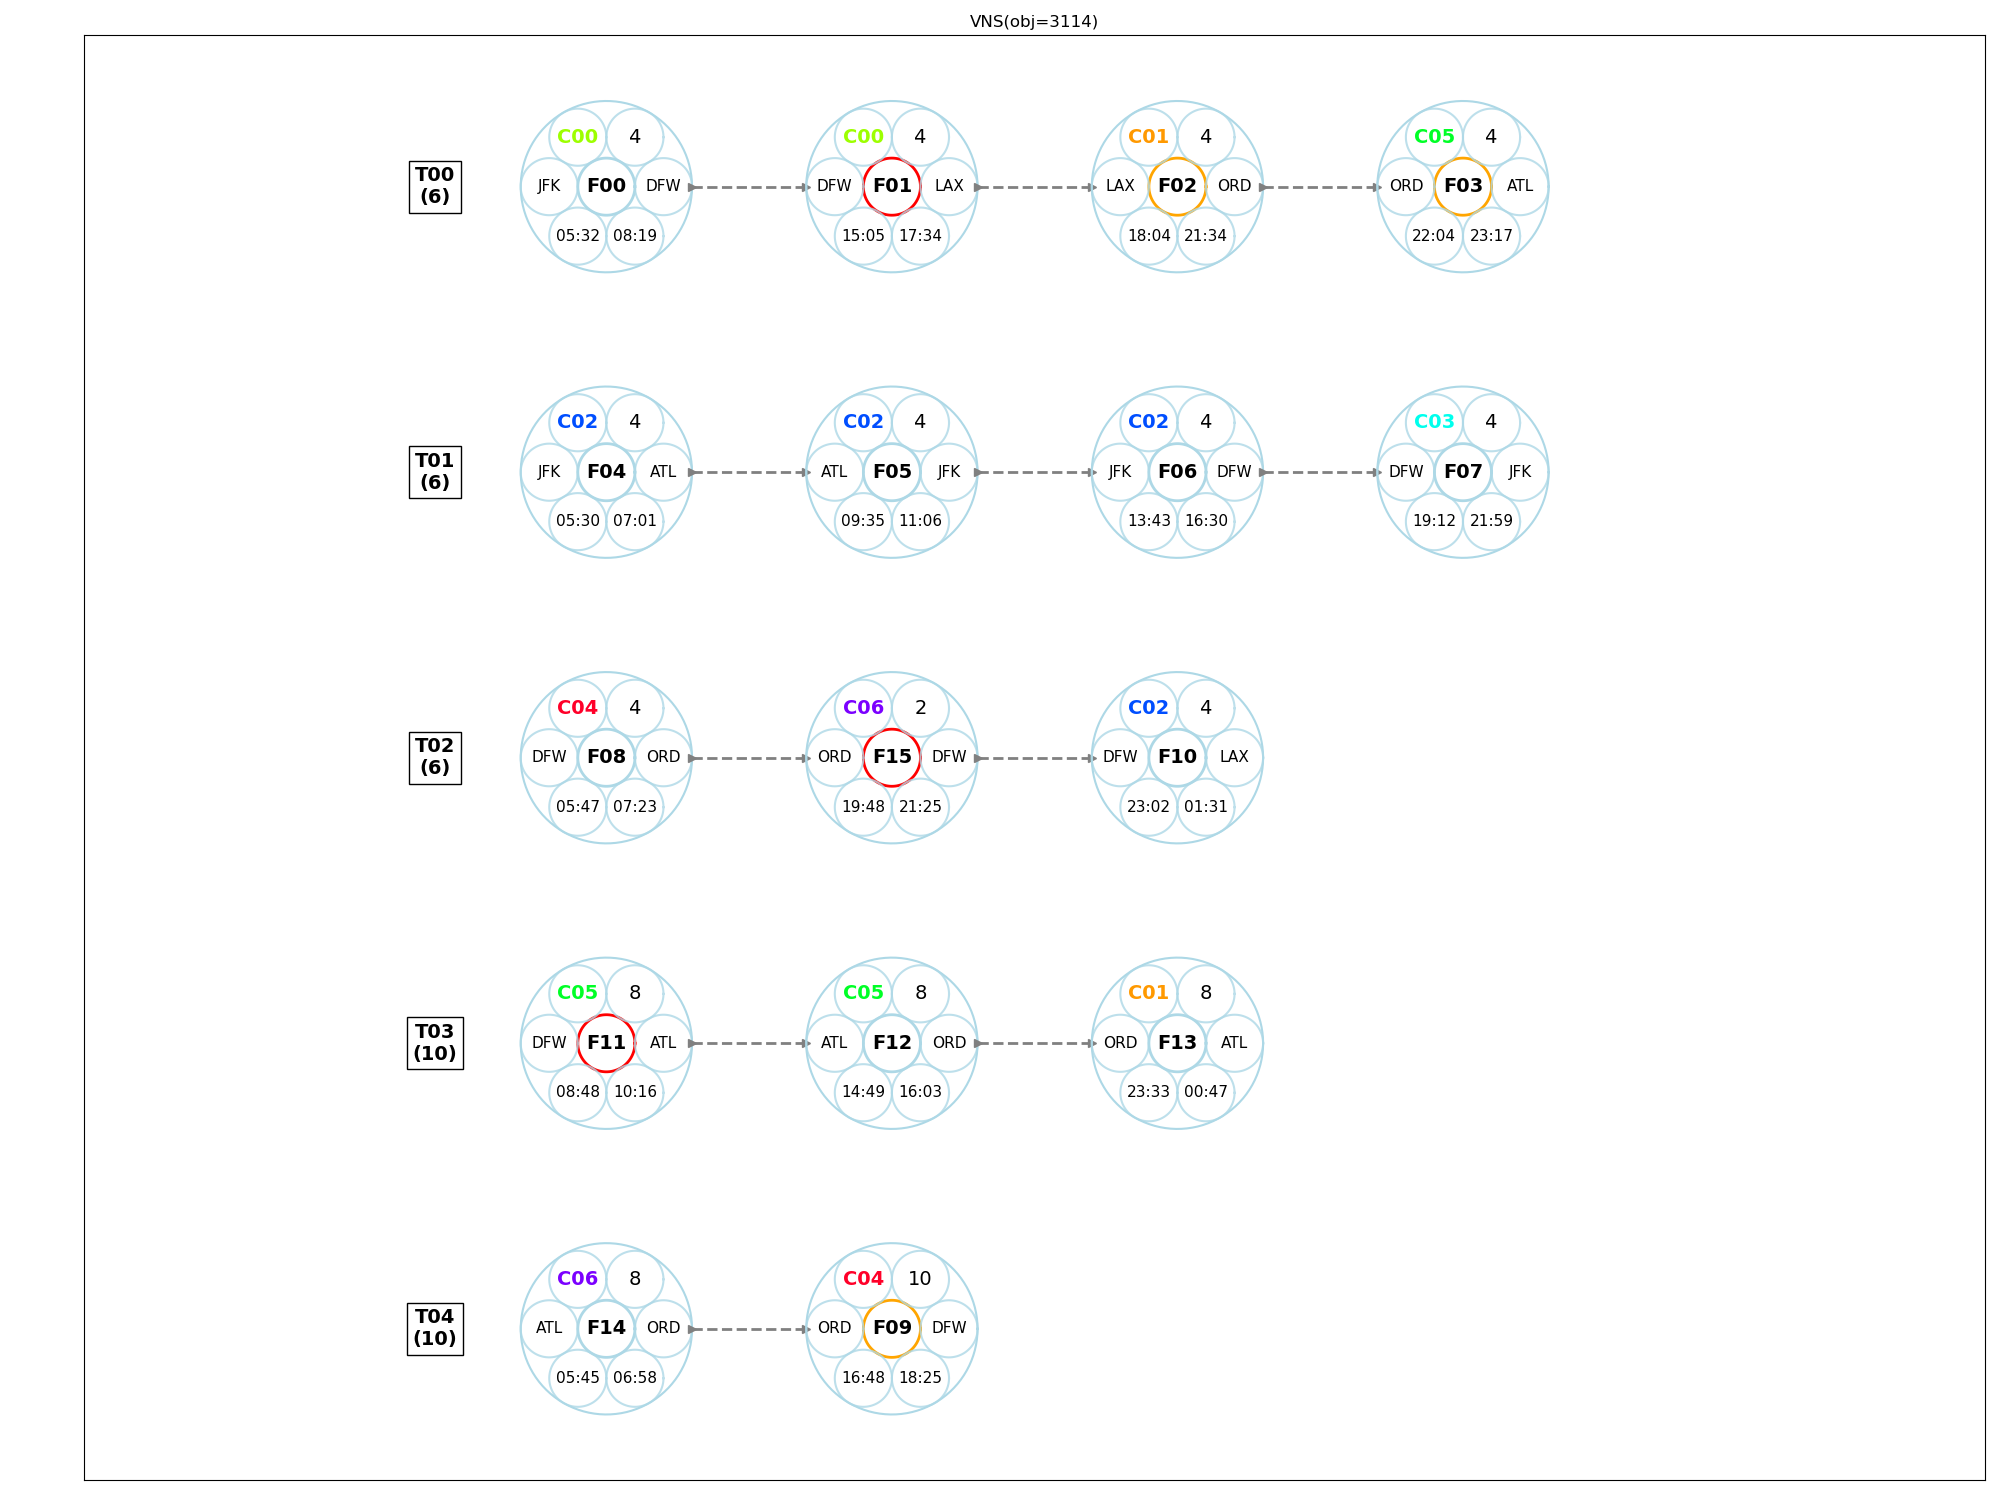 VNS(obj=3114)
T00
(6)
C00 4
JFK F00 DFW
05:32 08:19
C00 4
DFW F01 LAX
15:05 17:34
C01 4
LAX F02 ORD
18:04 21:34
C05 4
ORD F03 ATL
22:04 23:17
T01
(6)
C02 4
JFK F04 ATL
05:30 07:01
C02 4
ATL F05 JFK
09:35 11:06
C02 4
JFK F06 DFW
13:43 16:30
C03 4
DFW F07 JFK
19:12 21:59
T02
(6)
C04 4
DFW F08 ORD
05:47 07:23
C06 2
ORD F15 DFW
19:48 21:25
C02 4
DFW F10 LAX
23:02 01:31
T03
(10)
C05 8
DFW F11 ATL
08:48 10:16
C05 8
ATL F12 ORD
14:49 16:03
C01 8
ORD F13 ATL
23:33 00:47
T04
(10)
C06 8
ATL F14 ORD
05:45 06:58
C04 10
ORD F09 DFW
16:48 18:25